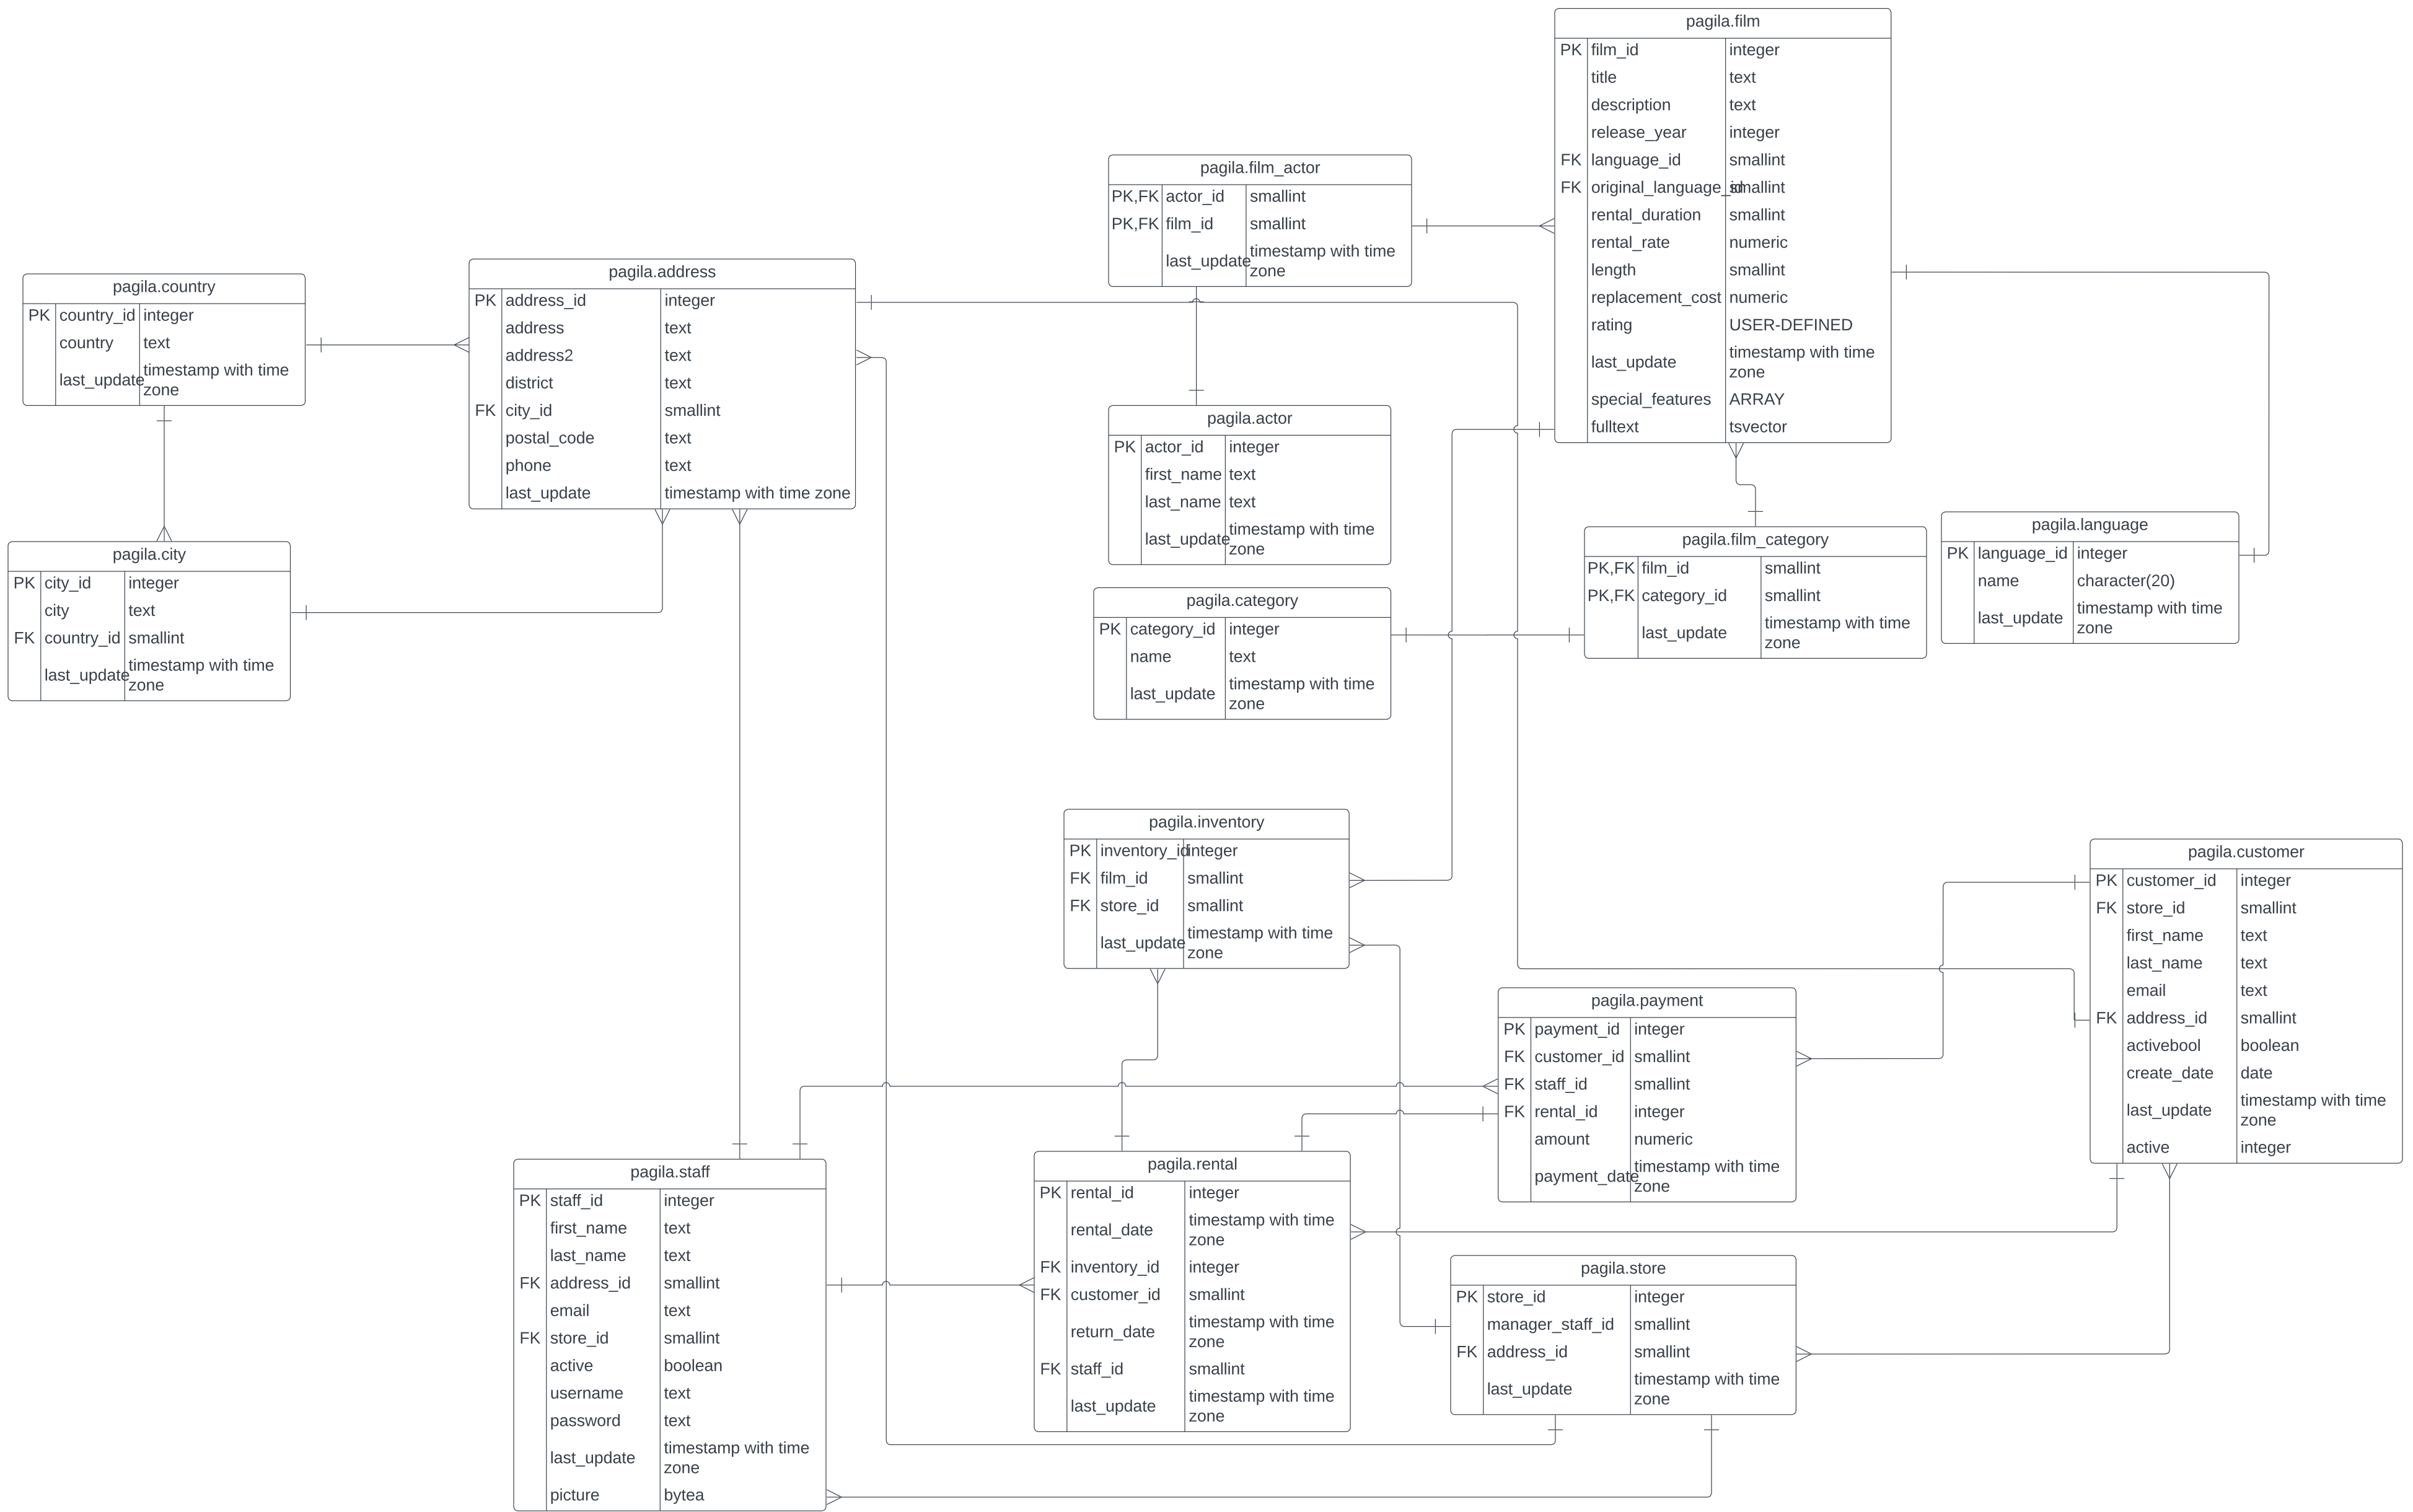 pagila.film
PK film_id integer
title text
description text
release_year integer
FK language_id smallint
FK original_language_id smallint
rental_duration smallint
rental_rate numeric
length smallint
replacement_cost numeric
rating USER-DEFINED
last_update timestamp with time
zone
special_features ARRAY
fulltext tsvector
pagila.film_actor
PK,FK actor_id smallint
PK,FK film_id smallint
last_update timestamp with time
zone
pagila.address
PK address_id integer
address text
address2 text
district text
FK city_id smallint
postal_code text
phone text
last_update timestamp with time zone
pagila.country
PK country_id integer
country text
last_update timestamp with time
zone
pagila.actor
PK actor_id integer
first_name text
last_name text
last_update timestamp with time
zone
pagila.language
PK language_id integer
name character(20)
last_update timestamp with time
zone
pagila.film_category
PK,FK film_id smallint
PK,FK category_id smallint
last_update timestamp with time
zone
pagila.city
PK city_id integer
city text
FK country_id smallint
last_update timestamp with time
zone
pagila.category
PK category_id integer
name text
last_update timestamp with time
zone
pagila.inventory
PK inventory_id integer
FK film_id smallint
FK store_id smallint
last_update timestamp with time
zone
pagila.customer
PK customer_id integer
FK store_id smallint
first_name text
last_name text
email text
FK address_id smallint
activebool boolean
create_date date
last_update timestamp with time
zone
active integer
pagila.payment
PK payment_id integer
FK customer_id smallint
FK staff_id smallint
FK rental_id integer
amount numeric
payment_date timestamp with time
zone
pagila.staff
PK staff_id integer
first_name text
last_name text
FK address_id smallint
email text
FK store_id smallint
active boolean
username text
password text
last_update timestamp with time
zone
picture bytea
pagila.rental
PK rental_id integer
rental_date timestamp with time
zone
FK inventory_id integer
FK customer_id smallint
return_date timestamp with time
zone
FK staff_id smallint
last_update timestamp with time
zone
pagila.store
PK store_id integer
manager_staff_id smallint
FK address_id smallint
last_update timestamp with time
zone